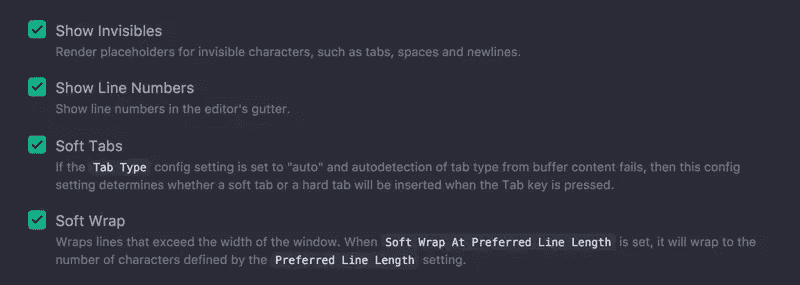 Show Invisibles
Render placeholders for invisible characters, such as tabs, spaces and newlines.
Show Line Numbers
Show line numbers in the editor's gutter.
Soft Tabs
If the Tab Type config setting is set to "auto" and autodetection of tab type from buffer content fails, then this config
setting determines whether a soft tab or a hard tab will be inserted when the Tab key is pressed.
Soft Wrap
Wraps lines that exceed the width of the window. When Soft Wrap At Preferred Line Length is set, it will wrap to the
number of characters defined by the Preferred Line Length setting.